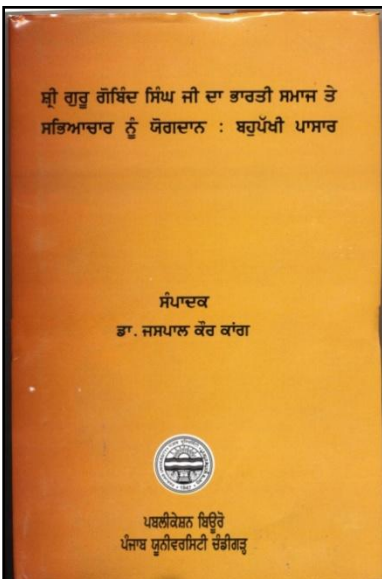 ਸ਼੍ਰੀ ਗੁਰੂ ਗੋਬਿੰਦ ਸਿੰਘ ਜੀ ਦਾ ਭਾਰਤੀ ਸਮਾਜ ਤੇ
ਸਭਿਆਚਾਰ ਨੂੰ ਯੋਗਦਾਨ : ਬਹੁਪੱਖੀ ਪਾਸਾਰ
ਸੰਪਾਦਕ
ਡਾ. ਜਸਪਾਲ ਕੌਰ ਕਾਂਗ
ਪਬਲੀਕੇਸ਼ਨ ਬਿਊਰੋ
ਪੰਜਾਬ ਯੂਨੀਵਰਸਿਟੀ ਚੰਡੀਗੜ੍ਹ